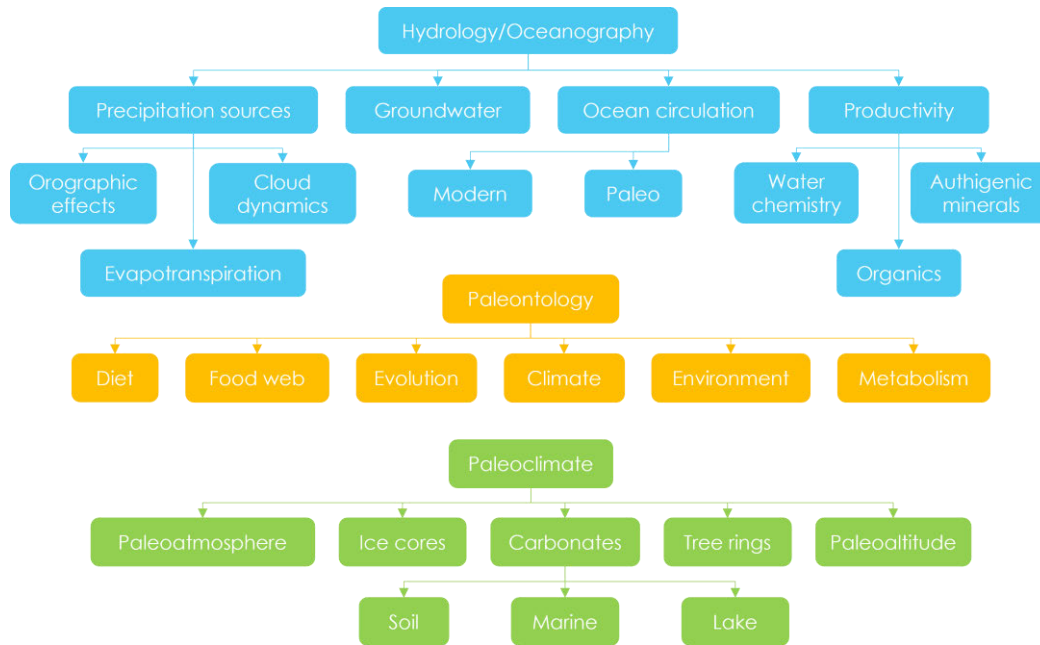 Hydrology/Oceanography
Precipitation sources
Groundwater
Ocean circulation
Productivity
Orographic
effects
Cloud
dynamics
Modern
Paleo
Water
chemistry
Authigenic
minerals
Evapotranspiration
Organics
Paleontology
Diet
Food web
Evolution
Climate
Environment
Metabolism
Paleoclimate
Paleoatmosphere
Ice cores
Carbonates
Tree rings
Paleoaltitude
Soil
Marine
Lake